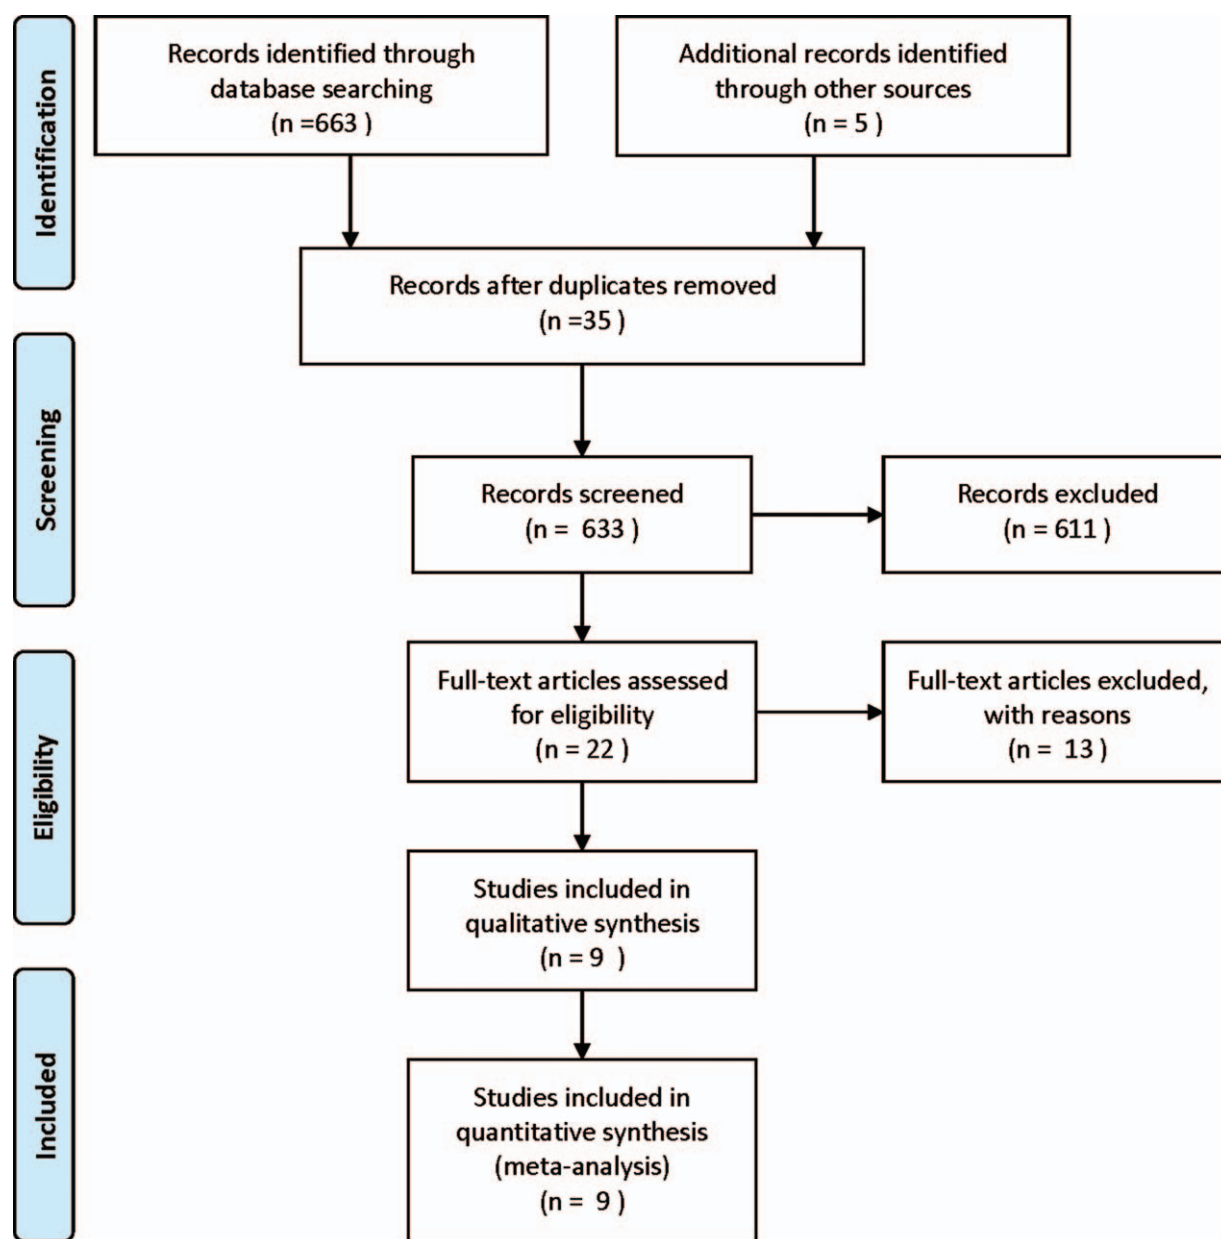 Identification
Records identified through
database searching
(n =663 )
Additional records identified
through other sources
(n = 5 )
Records after duplicates removed
(n =35 )
Screening
Records screened
(n = 633 )
Records excluded
(n = 611 )
Eligibility
Full-text articles assessed
for eligibility
(n = 22 )
Full-text articles excluded,
with reasons
(n = 13 )
Studies included in
qualitative synthesis
(n = 9 )
Included
Studies included in
quantitative synthesis
(meta-analysis)
(n = 9 )